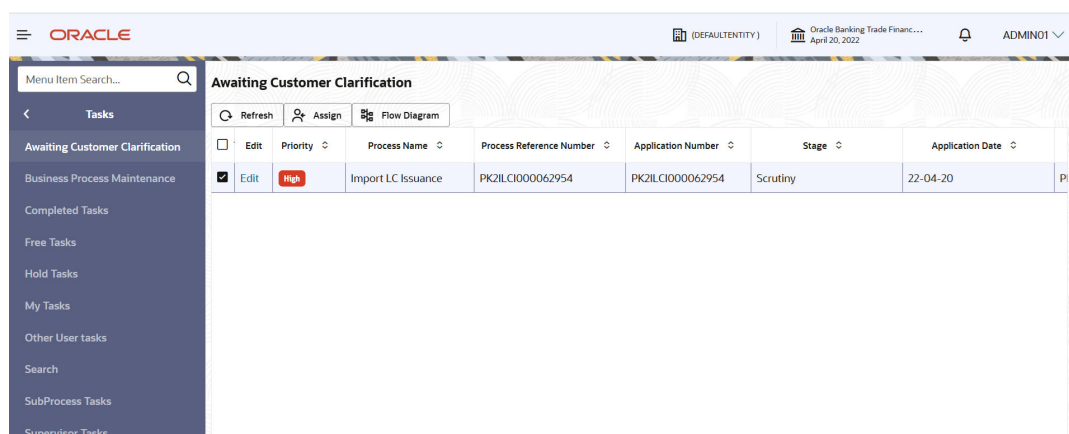 ORACLE
(DEFAULTENTITY )
Oracle Banking Trade Financ...
April 20, 2022
ADMIN01
Menu Item Search...
Tasks
Awaiting Customer Clarification
Business Process Maintenance
Completed Tasks
Free Tasks
Hold Tasks
My Tasks
Other User tasks
Search
SubProcess Tasks
Supervisor Tasks
Awaiting Customer Clarification
Refresh Assign Flow Diagram
Edit Priority Process Name Process Reference Number Application Number Stage Application Date
Edit High Import LC Issuance PK2ILCI000062954 PK2ILCI000062954 Scrutiny 22-04-20